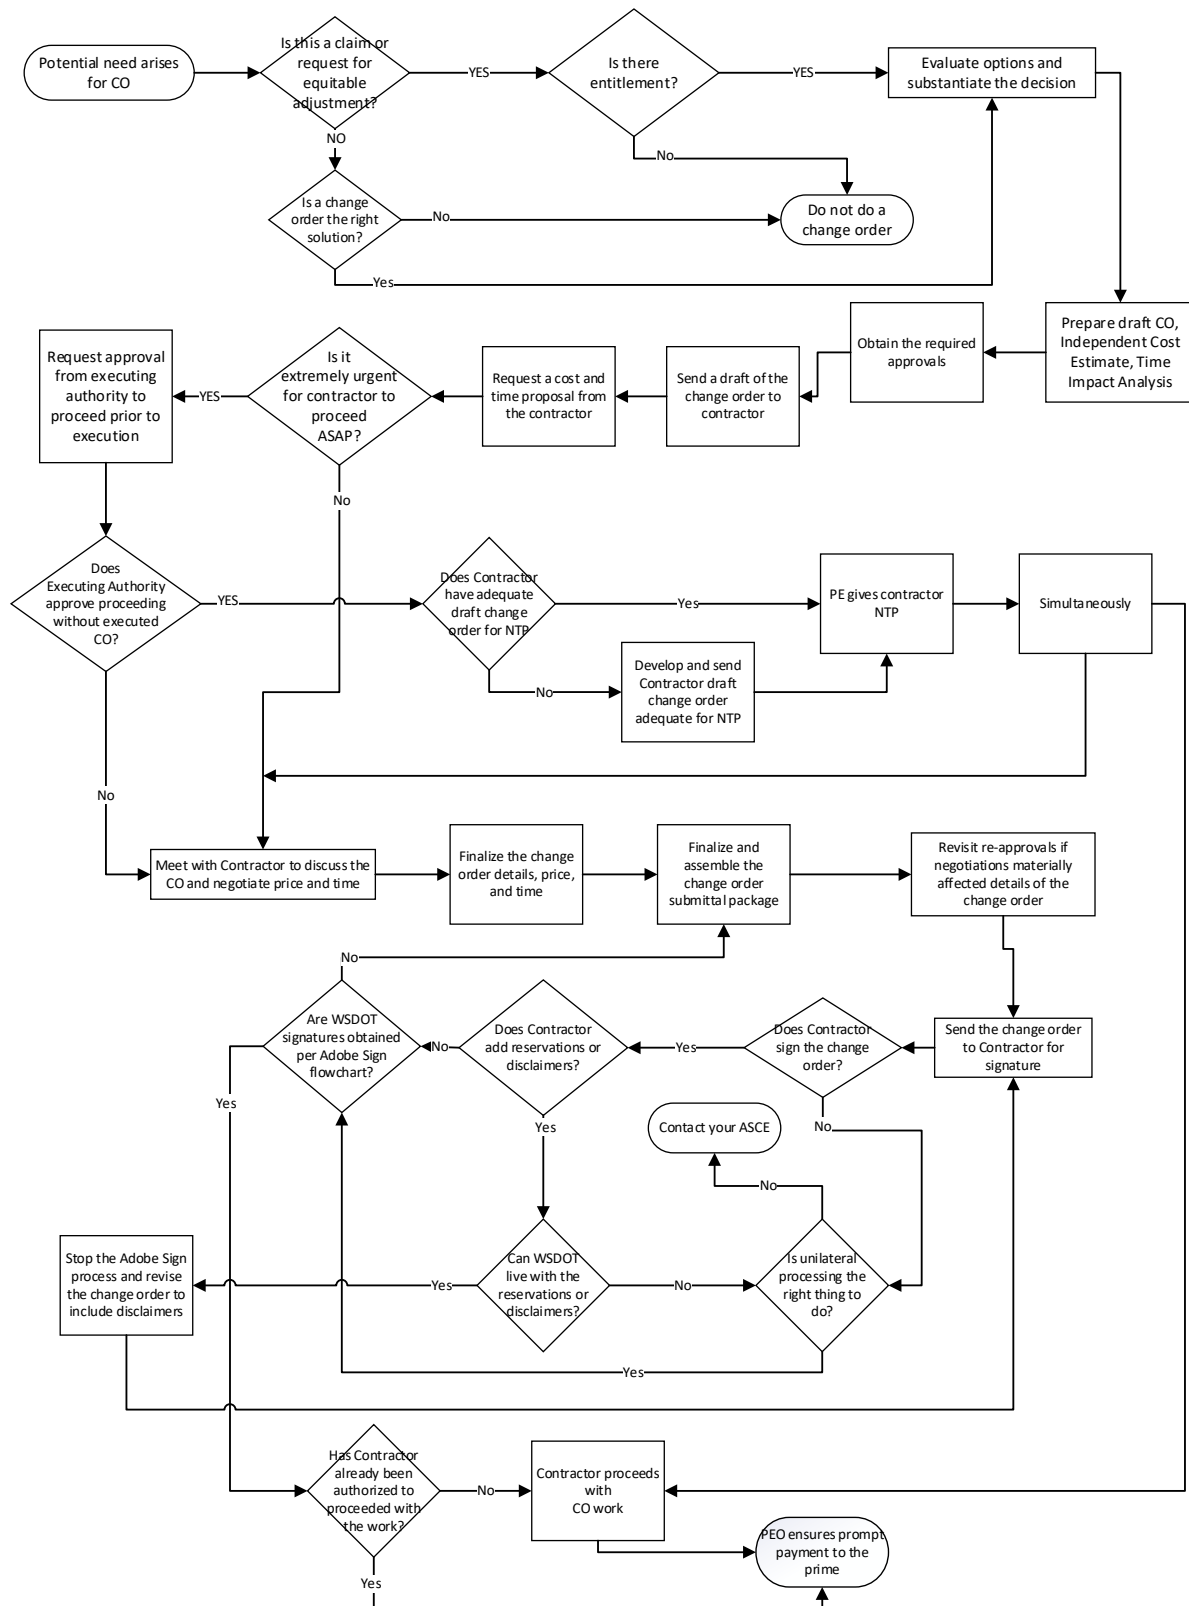 Potential need arises
for CO
Is this a claim or
request for
equitable
adjustment?
YES
Is there
entitlement?
YES
Evaluate options and
substantiate the decision
NO
No
Is a change
order the right
solution?
No
Do not do a
change order
Yes
Prepare draft CO,
Independent Cost
Estimate, Time
Impact Analysis
Obtain the required
approvals
Send a draft of the
change order to
contractor
Request a cost and
time proposal from
the contractor
Is it
extremely urgent
for contractor to
proceed
ASAP?
YES
Request approval
from executing
authority to
proceed prior to
execution
No
Does
Executing Authority
approve proceeding
without executed
CO?
YES
Does Contractor
have adequate
draft change
order for NTP
Yes
PE gives contractor
NTP
Simultaneously
No
Develop and send
Contractor draft
change order
adequate for NTP
No
Meet with Contractor to discuss the
CO and negotiate price and time
Finalize the change
order details, price,
and time
Finalize and
assemble the
change order
submittal package
Revisit re-approvals if
negotiations materially
affected details of the
change order
No
Are WSDOT
signatures obtained
per Adobe Sign
flowchart?
No
Does Contractor
add reservations or
disclaimers?
Yes
Does Contractor
sign the change
order?
Send the change order
to Contractor for
signature
Yes
Yes
Contact your ASCE
No
No
Stop the Adobe Sign
process and revise
the change order to
include disclaimers
Yes
Can WSDOT
live with the
reservations or
disclaimers?
No
Is unilateral
processing the
right thing to
do?
Yes
Has Contractor
already been
authorized to
proceeded with
the work?
No
Contractor proceeds
with
CO work
PEO ensures prompt
payment to the
prime
Yes